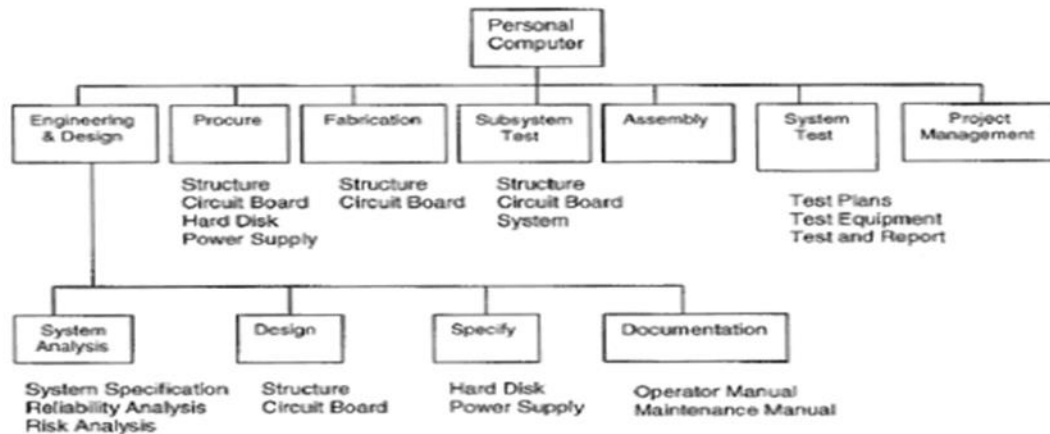 Personal
Computer
Engineering
& Design
Procure
Fabrication
Subsystem
Test
Assembly
System
Test
Project
Management
Structure
Circuit Board
Hard Disk
Power Supply
Structure
Circuit Board
Structure
Circuit Board
System
Test Plans
Test Equipment
Test and Report
System
Analysis
Design
Specify
Documentation
System Specification
Reliability Analysis
Risk Analysis
Structure
Circuit Board
Hard Disk
Power Supply
Operator Manual
Maintenance Manual